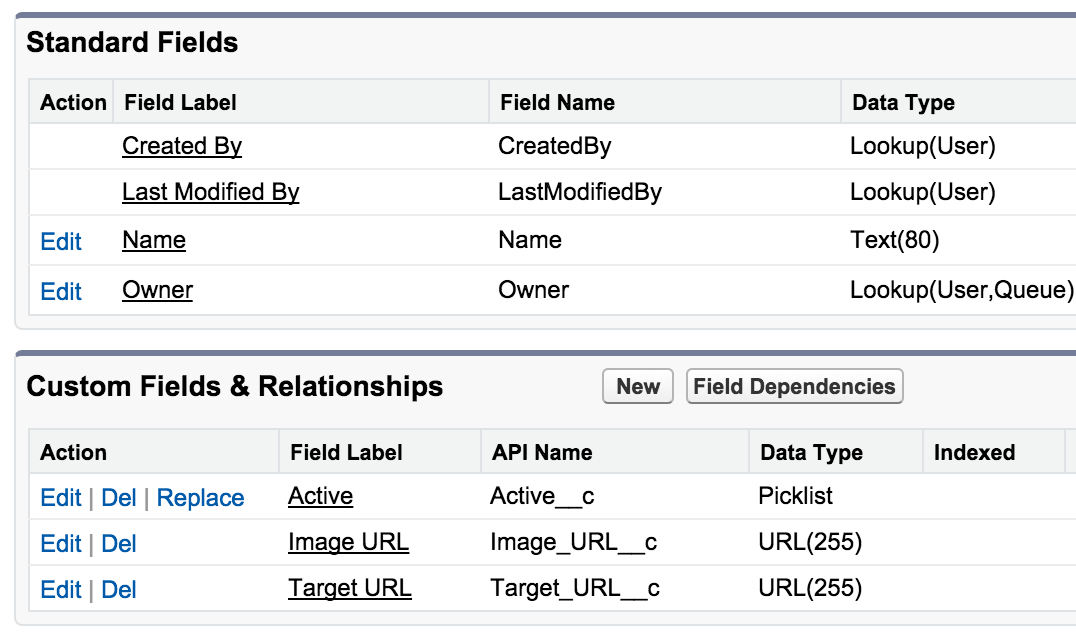 Standard Fields
Action Field Label Field Name Data Type
Created By CreatedBy Lookup(User)
Last Modified By LastModifiedBy Lookup(User)
Edit Name Name Text(80)
Edit Owner Owner Lookup(User,Queue)
Custom Fields & Relationships New Field Dependencies
Action Field Label API Name Data Type Indexed
Edit | Del | Replace Active Active__c Picklist
Edit | Del Image URL Image_URL__c URL(255)
Edit | Del Target URL Target_URL__c URL(255)